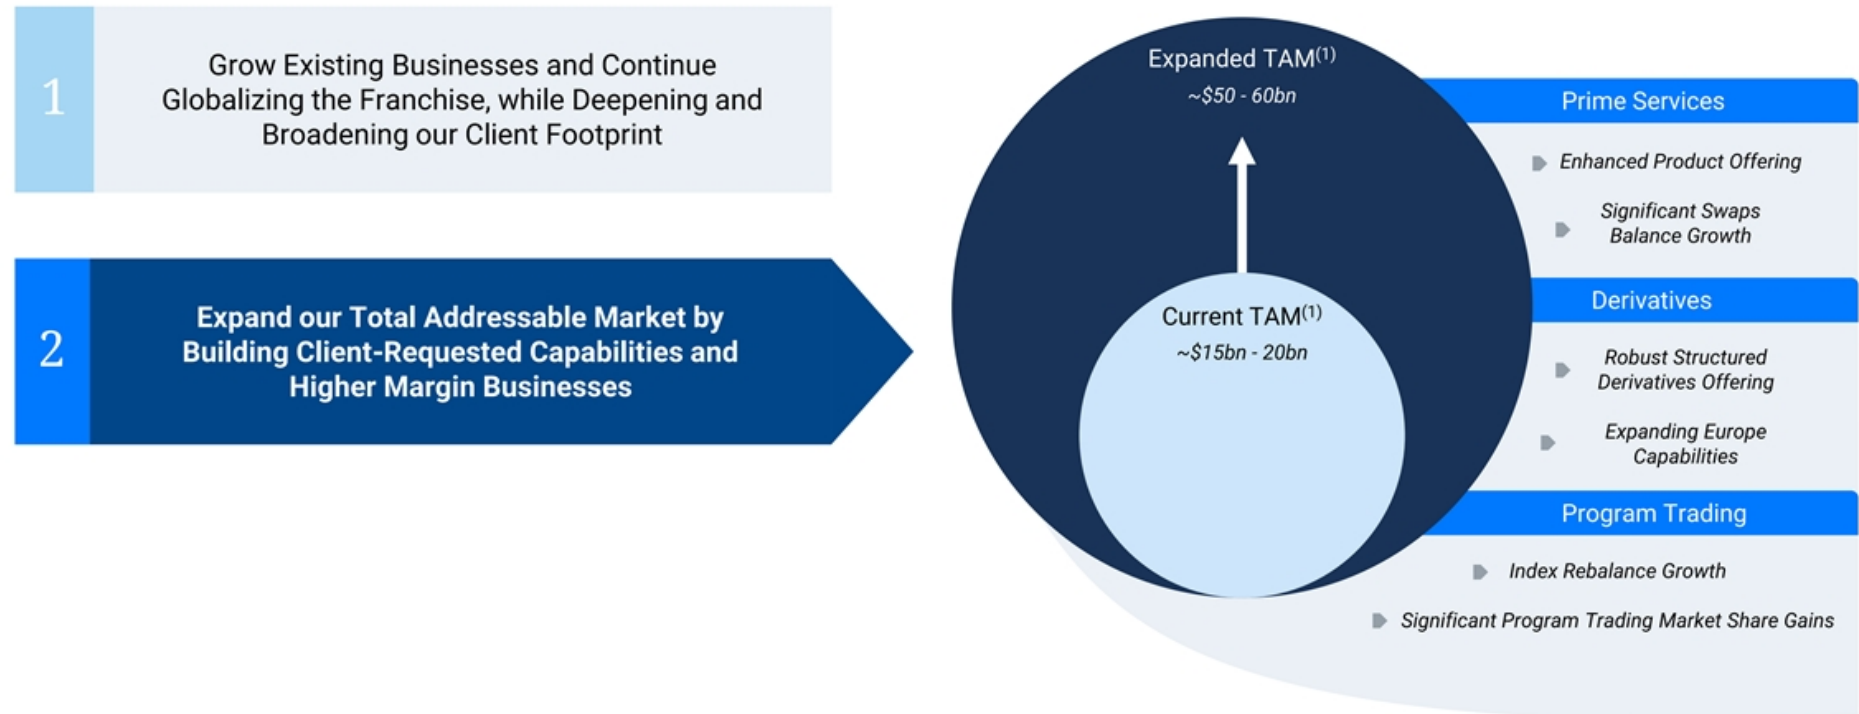 1
Grow Existing Businesses and Continue
Globalizing the Franchise, while Deepening and
Broadening our Client Footprint
2
Expand our Total Addressable Market by
Building Client-Requested Capabilities and
Higher Margin Businesses
Expanded TAM(1)
~$50 - 60bn
Current TAM(1)
~$15bn - 20bn
Prime Services
Enhanced Product Offering
Significant Swaps
Balance Growth
Derivatives
Robust Structured
Derivatives Offering
Expanding Europe
Capabilities
Program Trading
Index Rebalance Growth
Significant Program Trading Market Share Gains